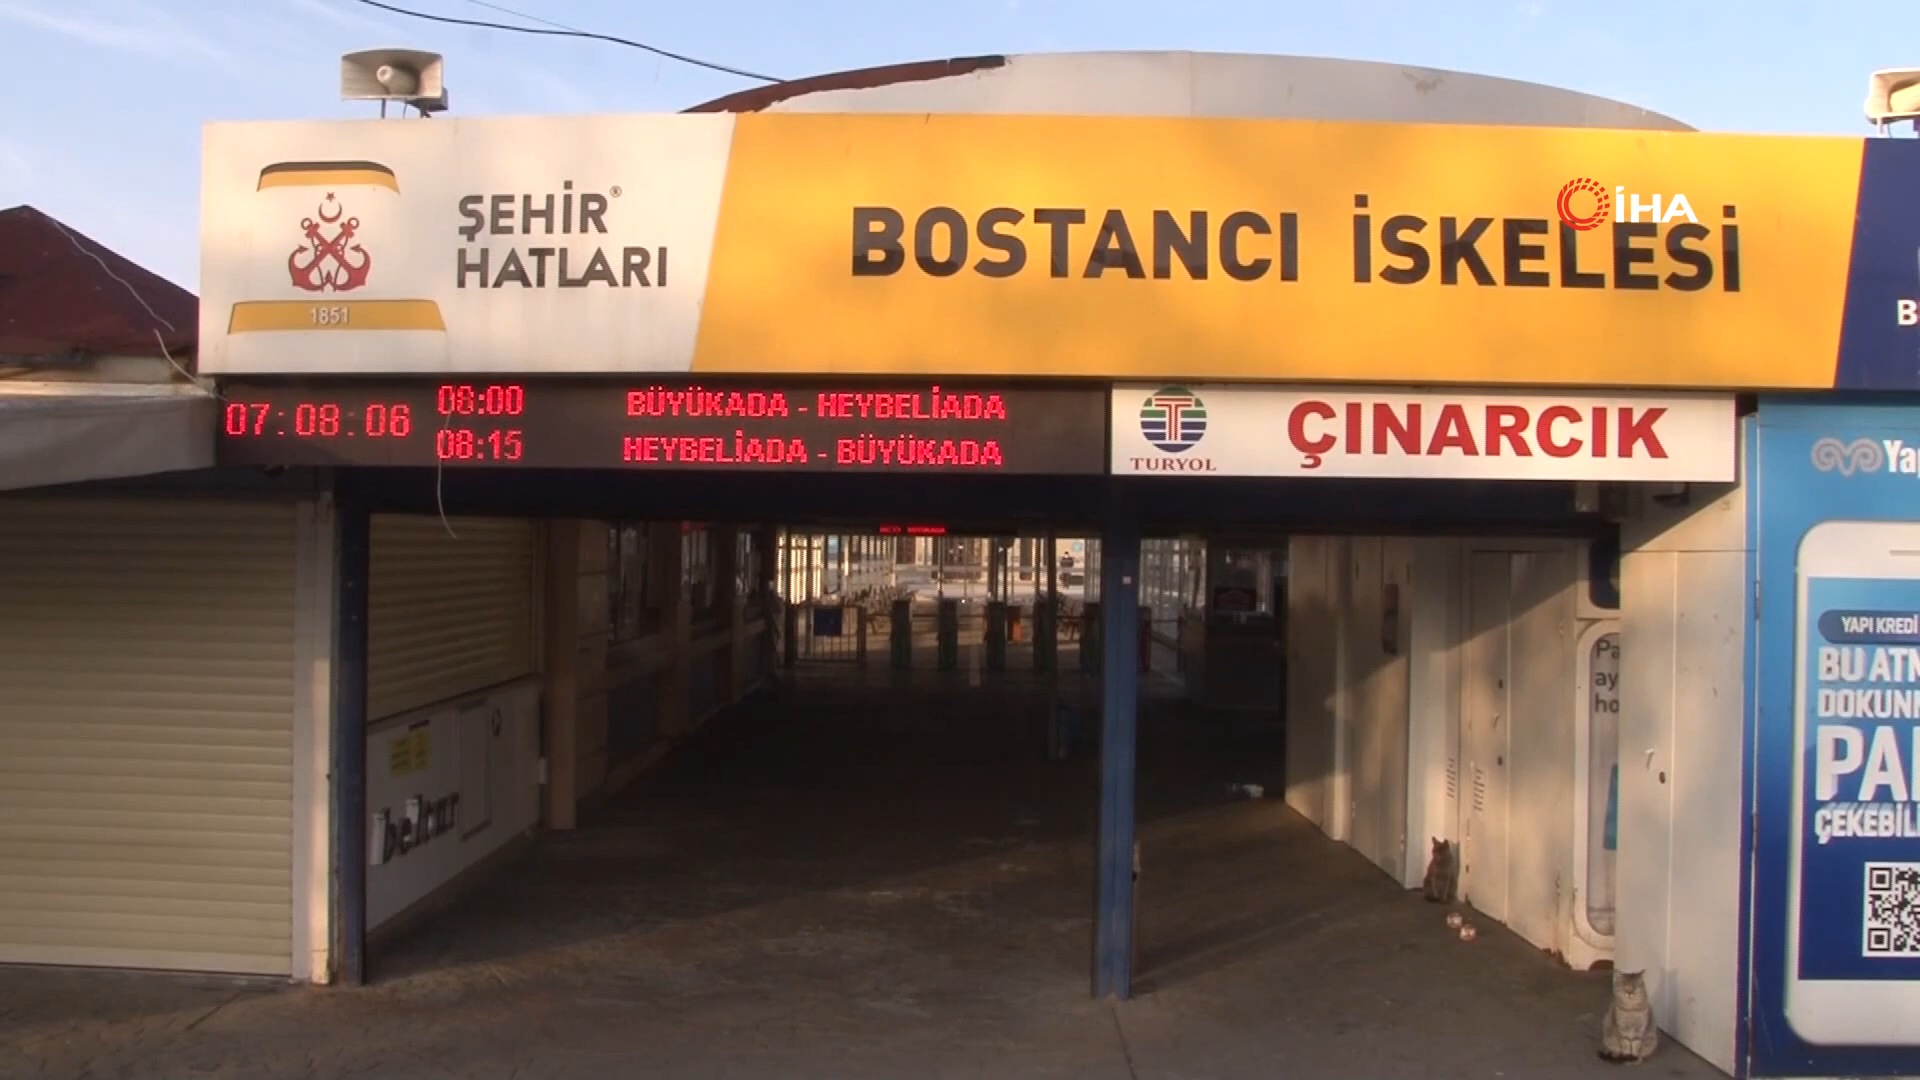 ŞEHİR®
HATLARI
1851
BOSTANCI İSKELESİ
İHA
07:08:06
08:00 BÜYÜKADA - HEYBELİADA
08:15 HEYBELİADA - BÜYÜKADA
TURYOL
ÇINARCIK
beltur
YAPI KREDİ
BU ATM
DOKUN
ÇEKEBİL